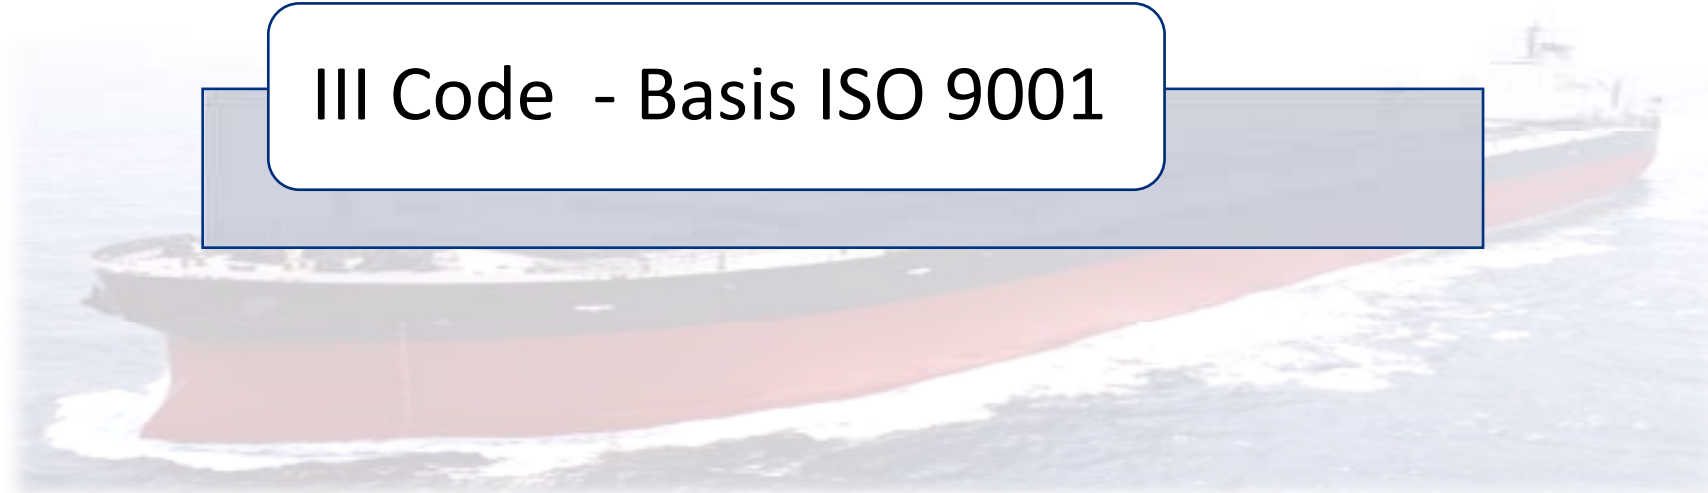 III Code  - Basis ISO 9001